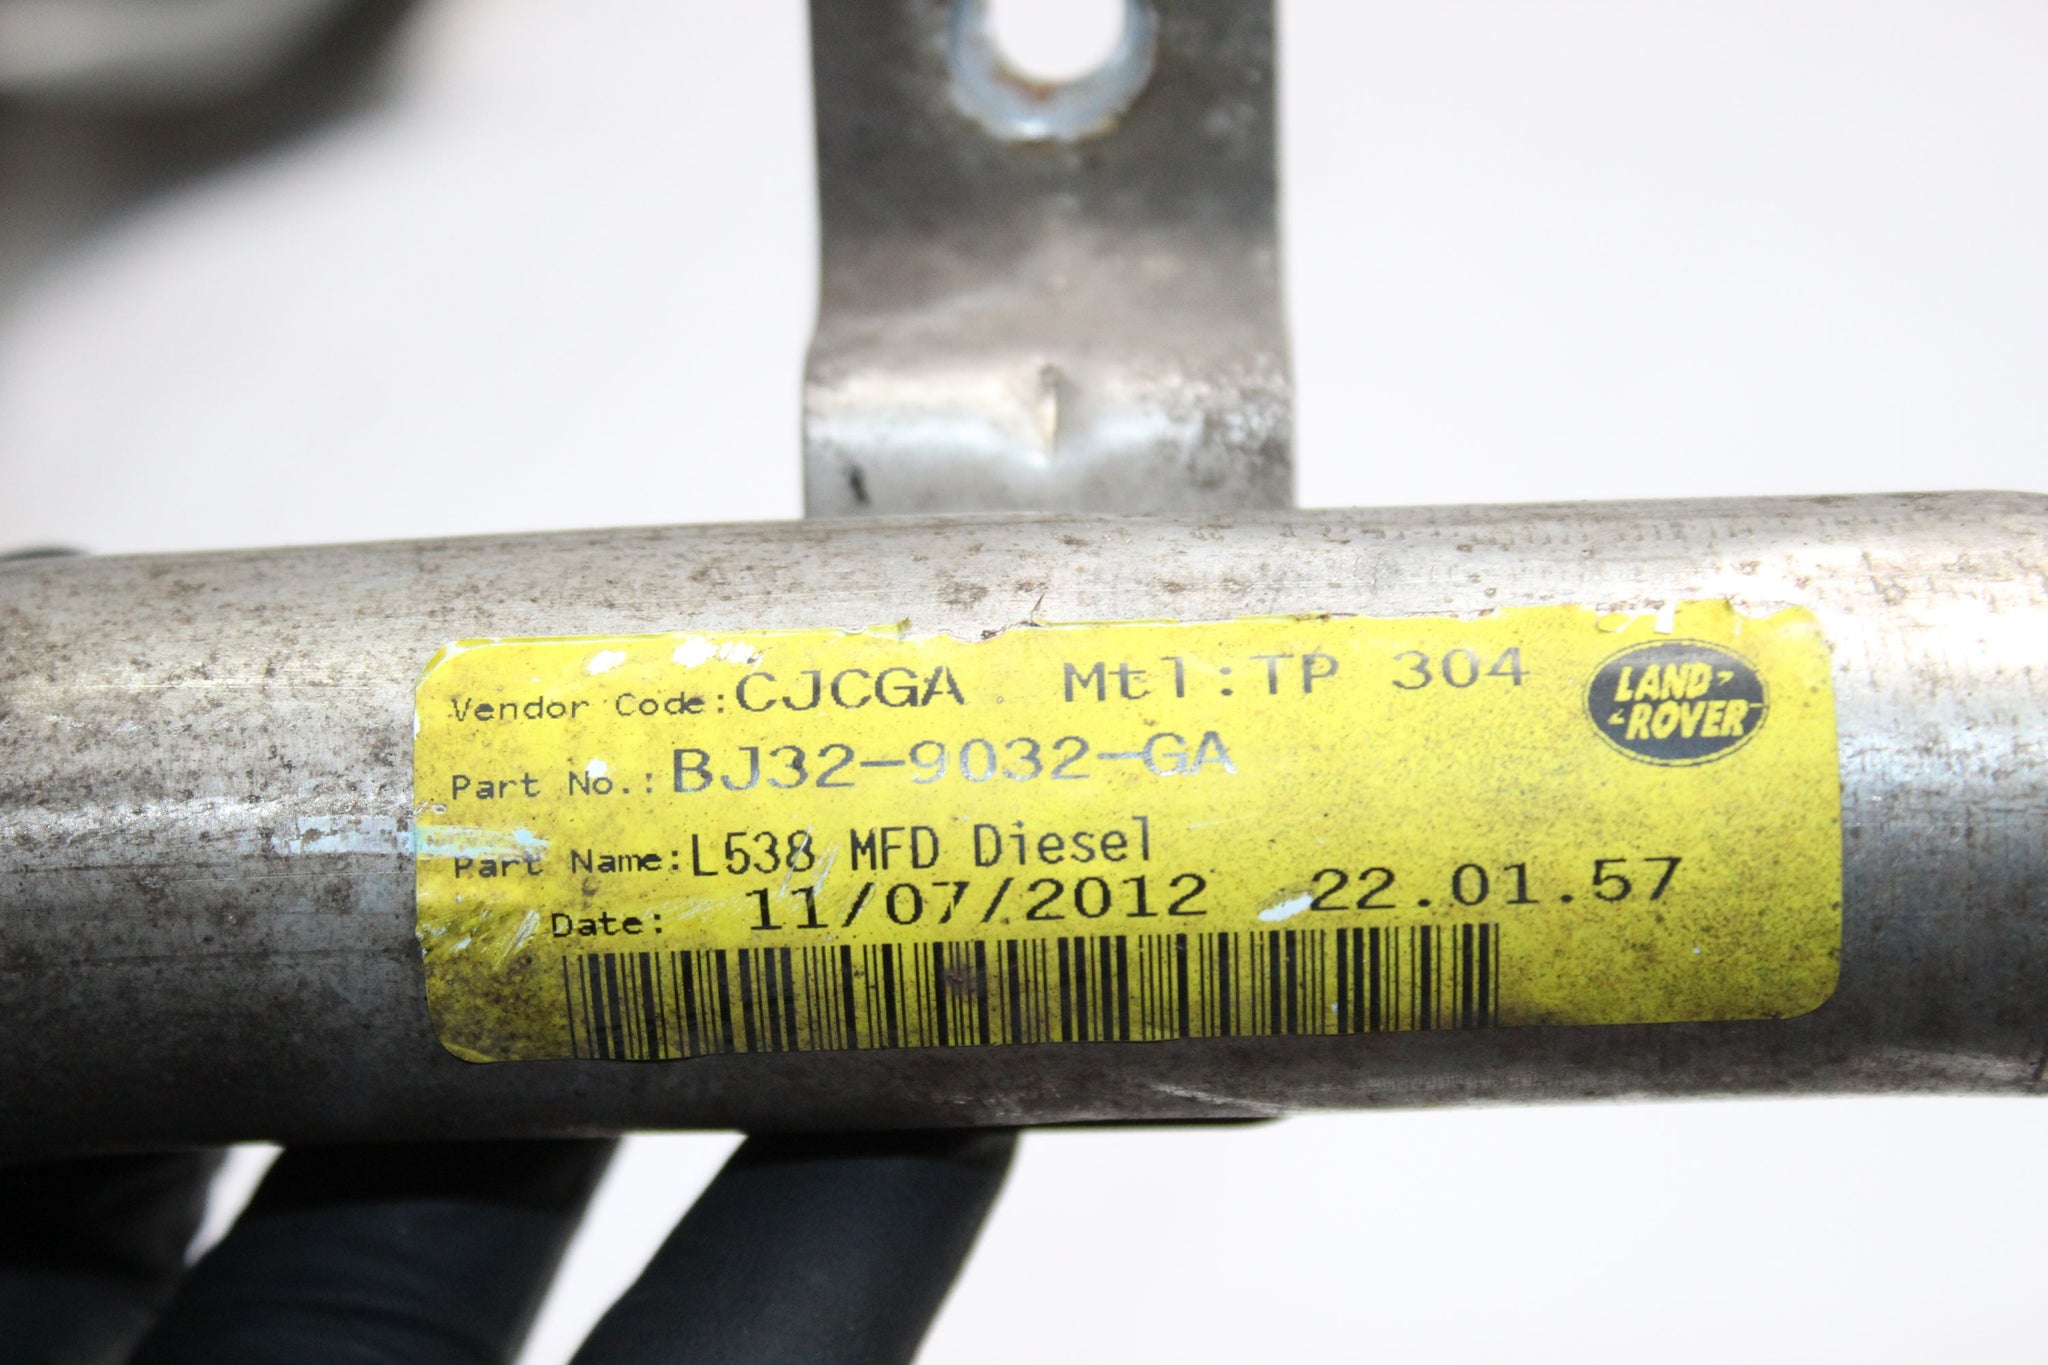 Vendor Code: CJCGA Mtl:TP 304
LAND-
ROVER
Part No.: BJ32-9032-GA
Part Name: L538 MFD Diesel
Date: 11/07/2012 22.01.57